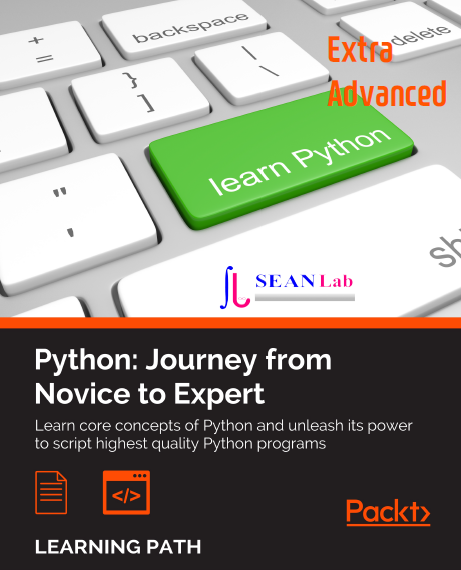 +
=
backspace
Extra
delete
Advanced
}
]
|
\
learn Python
"
'
sh
SEAN Lab
Python: Journey from
Novice to Expert
Learn core concepts of Python and unleash its power
to script highest quality Python programs
</>
Packt>
LEARNING PATH